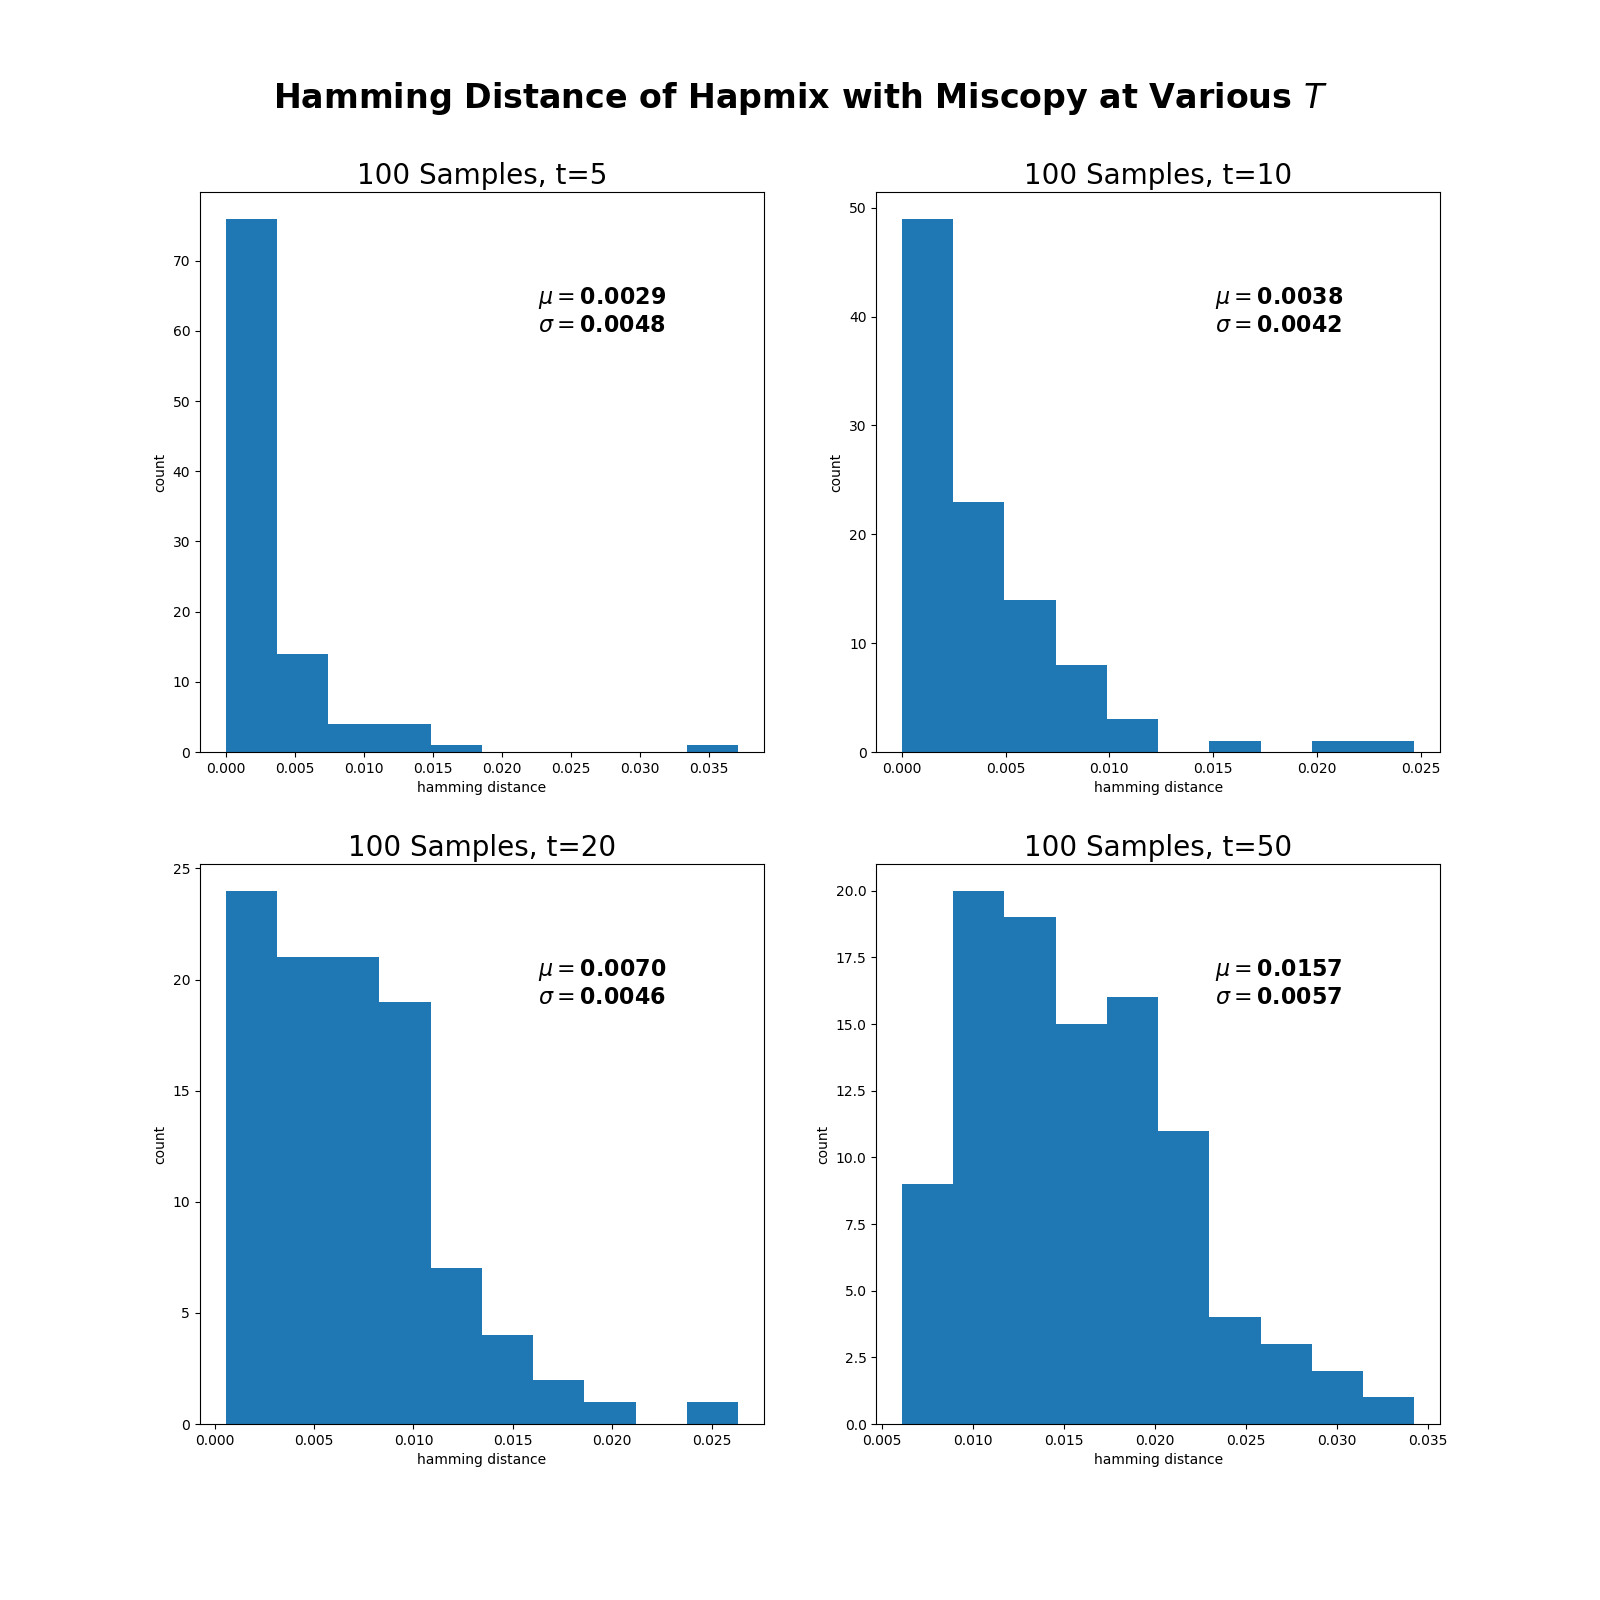 Hamming Distance of Hapmix with Miscopy at Various T
100 Samples, t=5
70
60
50
40
30
20
10
0
count
μ = 0.0029
σ = 0.0048
0.000 0.005 0.010 0.015 0.020 0.025 0.030 0.035
hamming distance
100 Samples, t=10
50
40
30
20
10
0
count
μ = 0.0038
σ = 0.0042
0.000 0.005 0.010 0.015 0.020 0.025
hamming distance
100 Samples, t=20
25
20
15
10
5
0
count
μ = 0.0070
σ = 0.0046
0.000 0.005 0.010 0.015 0.020 0.025
hamming distance
100 Samples, t=50
20.0
17.5
15.0
12.5
10.0
7.5
5.0
2.5
0.0
count
μ = 0.0157
σ = 0.0057
0.005 0.010 0.015 0.020 0.025 0.030 0.035
hamming distance